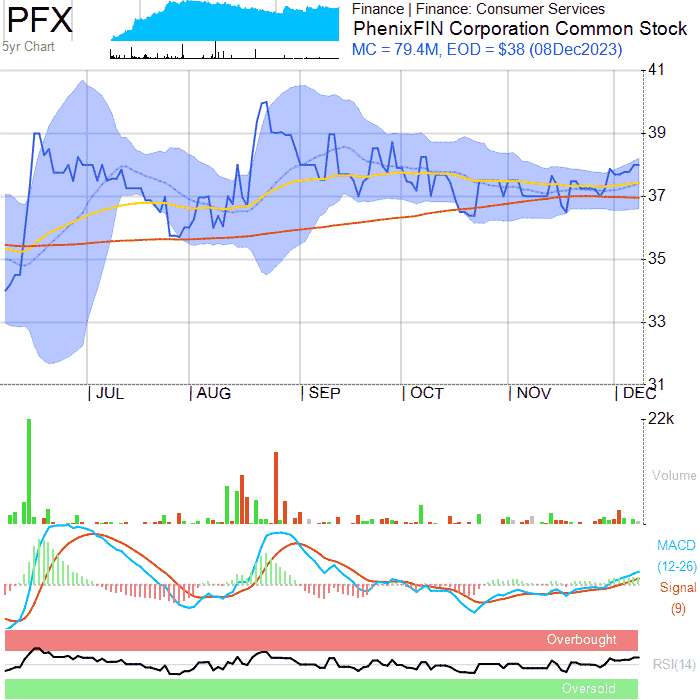 PFX
5yr Chart
Finance | Finance: Consumer Services
PhenixFIN Corporation Common Stock
MC = 79.4M, EOD = $38 (08Dec2023)
41
39
37
35
33
31
JUL AUG SEP OCT NOV DEC
22k
Volume
MACD
(12-26)
Signal
(9)
Overbought
RSI(14)
Oversold